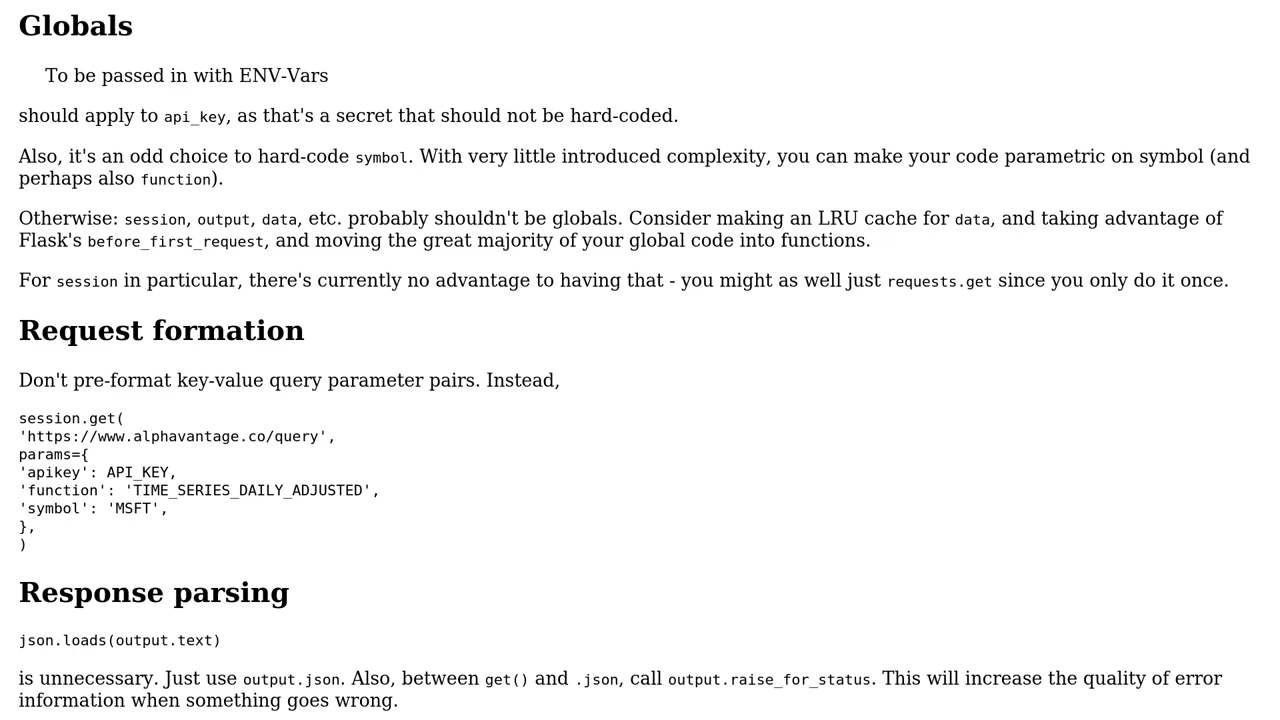 Globals
To be passed in with ENV-Vars
should apply to api_key, as that's a secret that should not be hard-coded.
Also, it's an odd choice to hard-code symbol. With very little introduced complexity, you can make your code parametric on symbol (and
perhaps also function).
Otherwise: session, output, data, etc. probably shouldn't be globals. Consider making an LRU cache for data, and taking advantage of
Flask's before_first_request, and moving the great majority of your global code into functions.
For session in particular, there's currently no advantage to having that - you might as well just requests.get since you only do it once.
Request formation
Don't pre-format key-value query parameter pairs. Instead,
session.get(
'https://www.alphavantage.co/query',
params={
'apikey': API_KEY,
'function': 'TIME_SERIES_DAILY_ADJUSTED',
'symbol': 'MSFT',
},
)
Response parsing
json.loads(output.text)
is unnecessary. Just use output.json. Also, between get() and .json, call output.raise_for_status. This will increase the quality of error
information when something goes wrong.